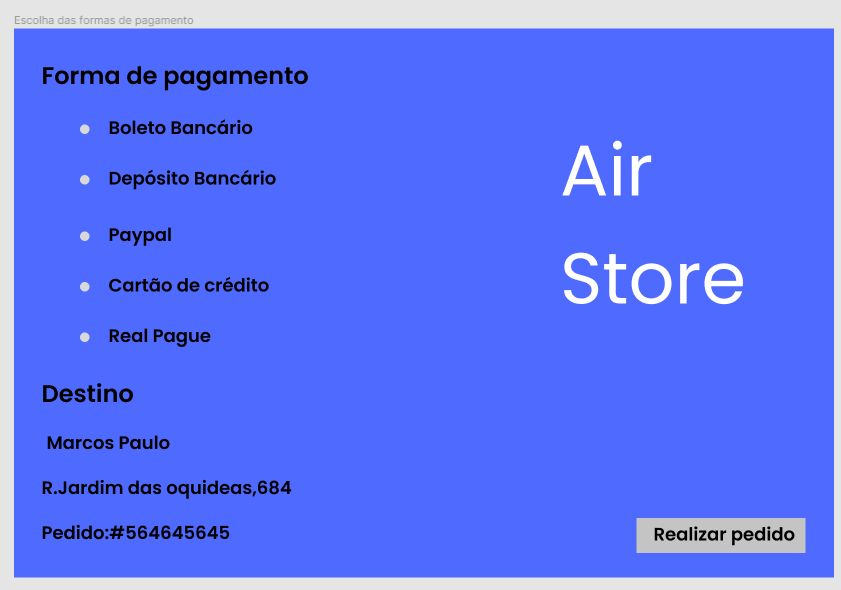 Escolha das formas de pagamento
Forma de pagamento
Boleto Bancário
Depósito Bancário
Paypal
Cartão de crédito
Real Pague
Air
Store
Destino
Marcos Paulo
R.Jardim das oquideas,684
Pedido:#564645645
Realizar pedido